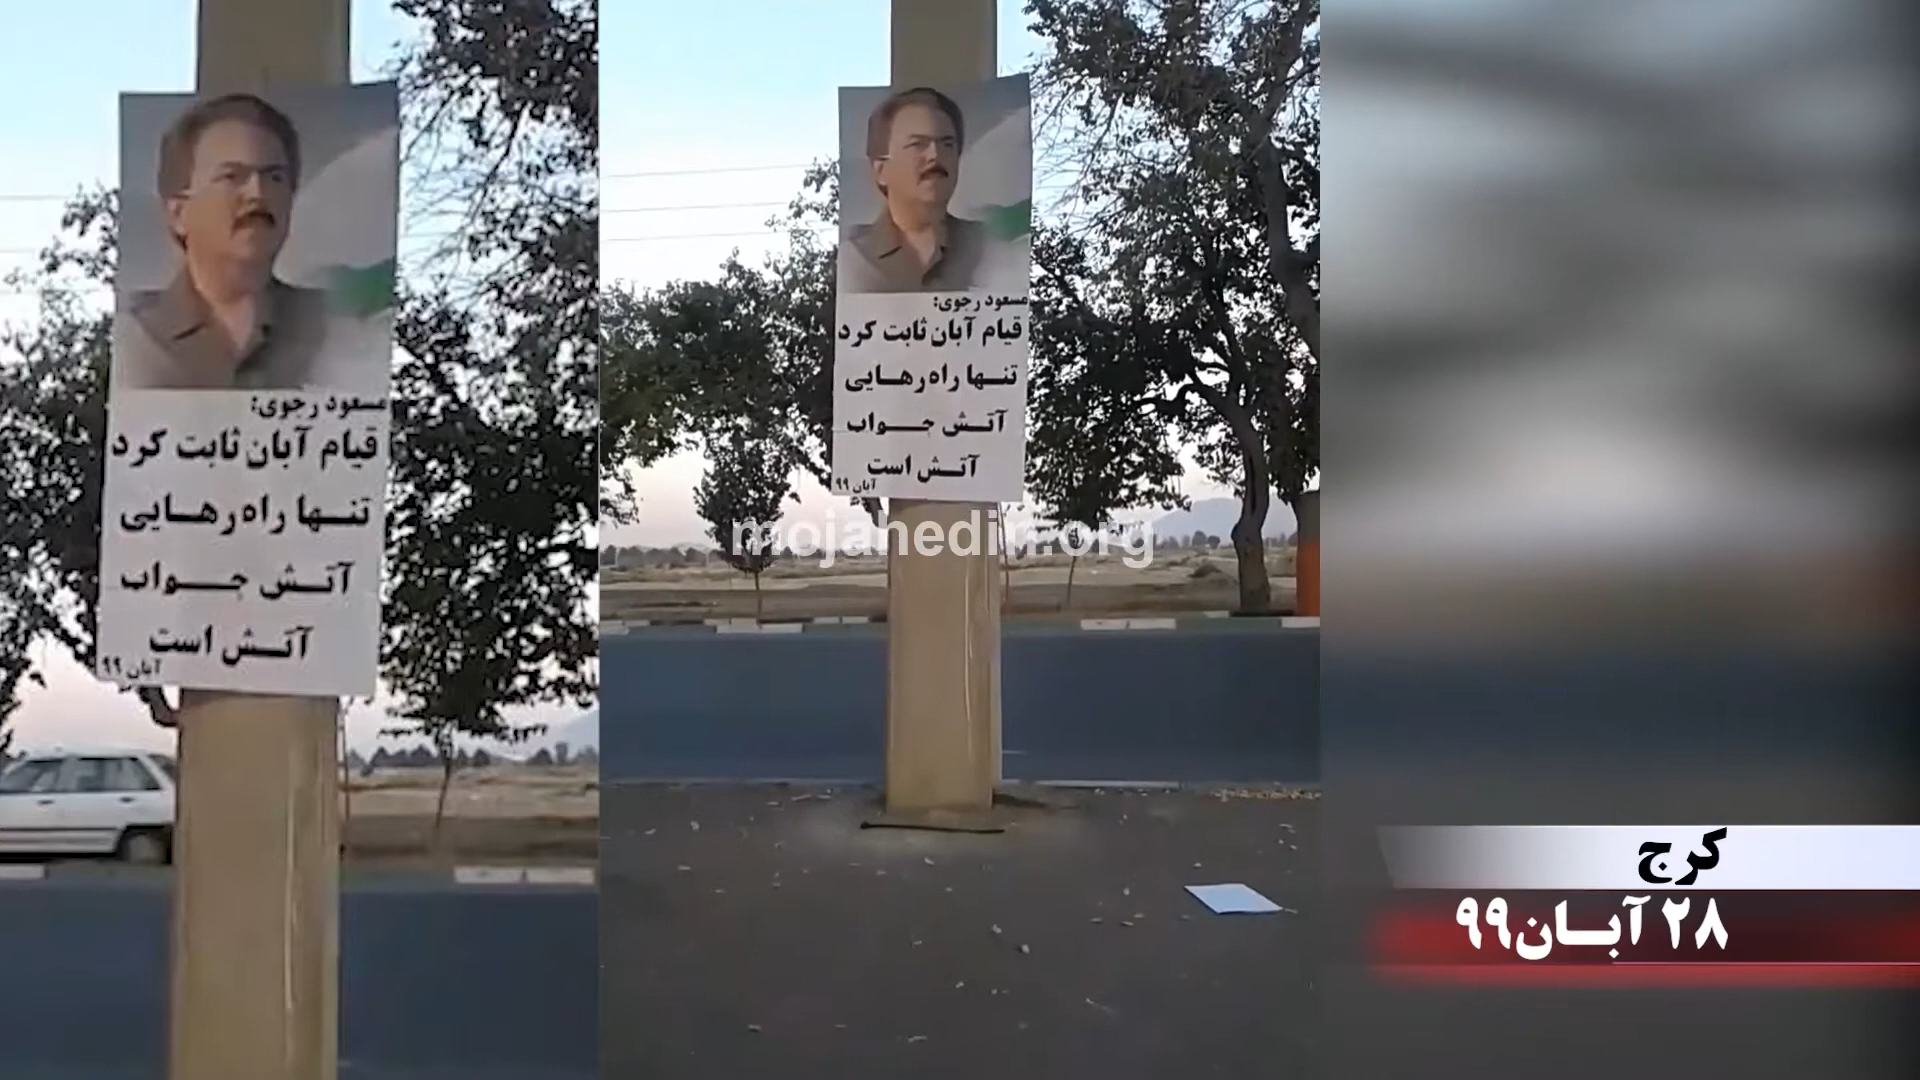 مسعود رجوی:
قیام آبان ثابت کرد
تنها راه رهایی
آتش جواب
آتش است
آبان ۹۹
مسعود رجوی:
قیام آبان ثابت کرد
تنها راه رهایی
آتش جواب
آتش است
آبان ۹۹
mojahedin.org
کرج
۲۸ آبان۹۹